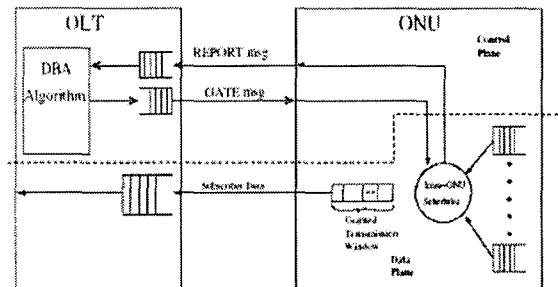 OLT
ONU
REPORT msg
Control
Plane
DBA
Algorithm
GATE msg
Subscriber Data
Intra-ONU
Scheduler
Granted
Transmission
Window
Data
Plane